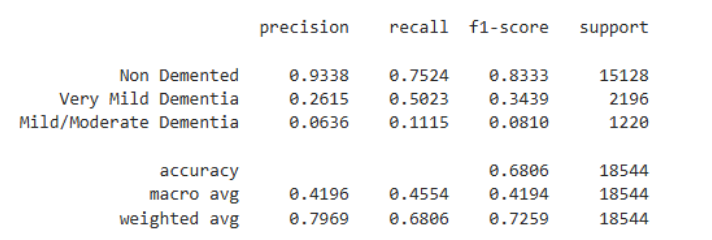 precision recall f1-score support
Non Demented 0.9338 0.7524 0.8333 15128
Very Mild Dementia 0.2615 0.5023 0.3439 2196
Mild/Moderate Dementia 0.0636 0.1115 0.0810 1220
accuracy 0.6806 18544
macro avg 0.4196 0.4554 0.4194 18544
weighted avg 0.7969 0.6806 0.7259 18544